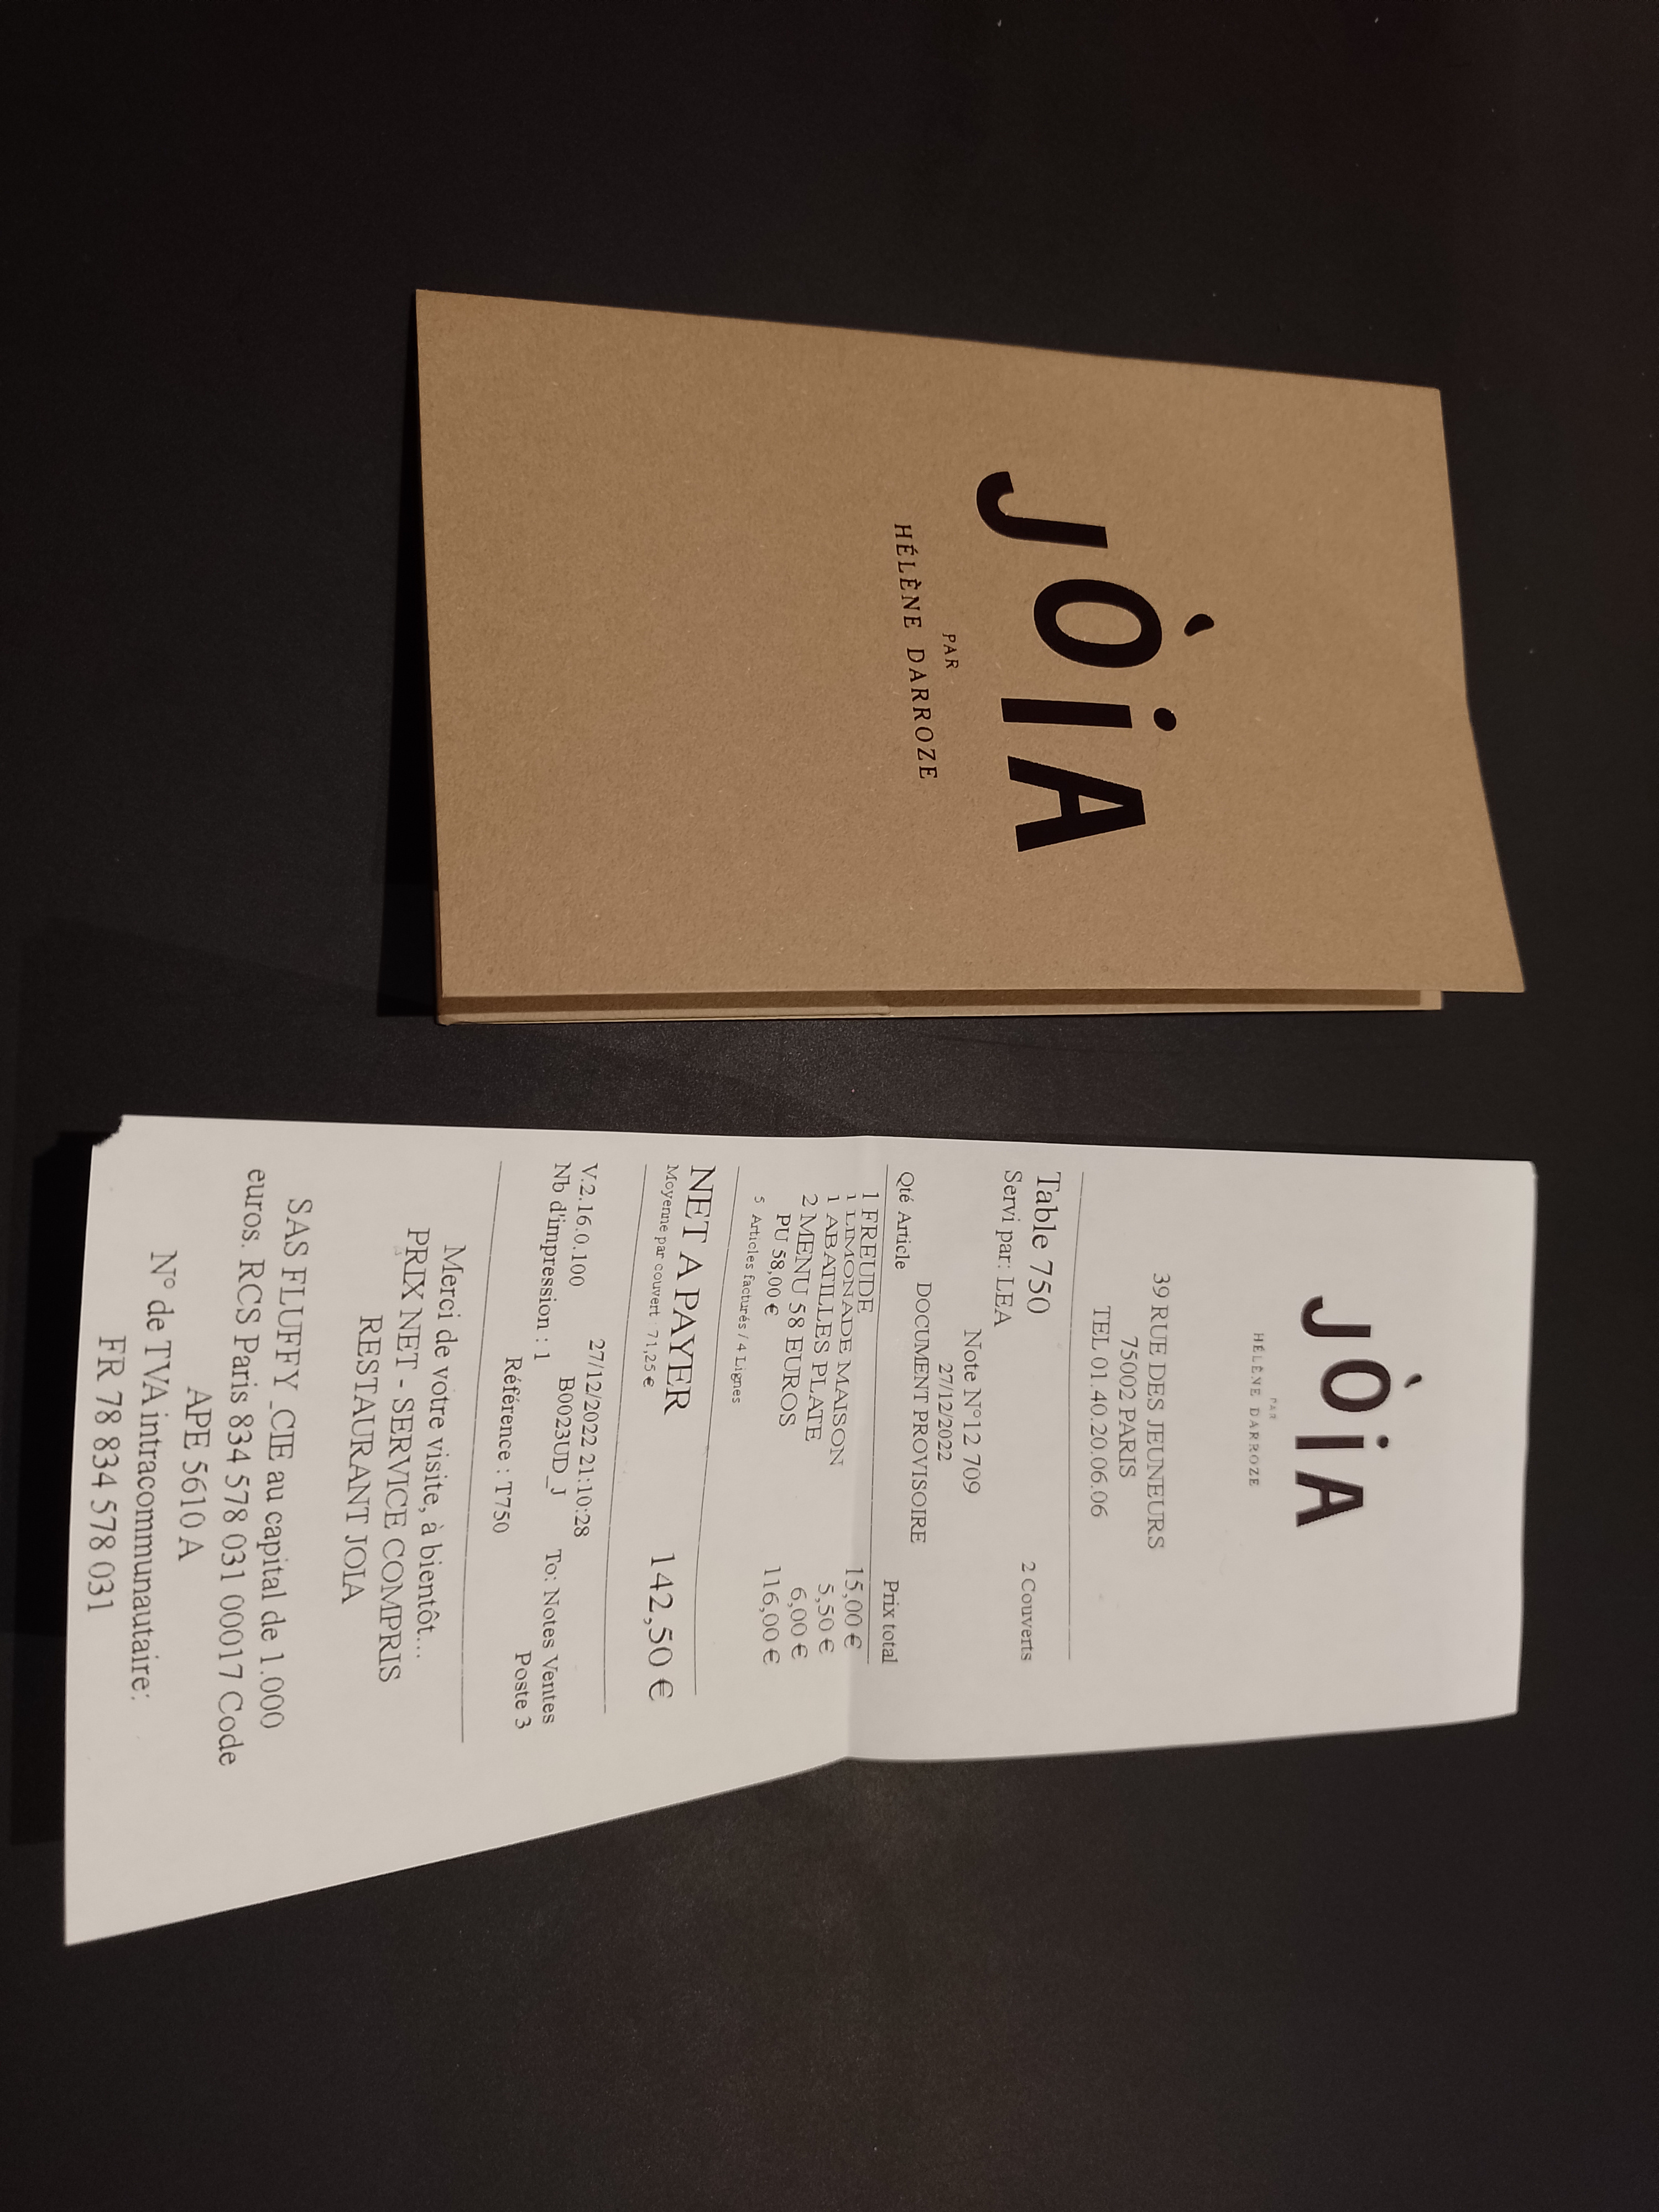 JÒiA
PAR
HÉLÈNE DARROZE
JÒiA
PAR
HÉLÈNE DARROZE
39 RUE DES JEUNEURS
75002 PARIS
TEL 01.40.20.06.06
Table 750 2 Couverts
Servi par: LEA
Note N°12 709
27/12/2022
DOCUMENT PROVISOIRE
Qté Article Prix total
1 FREUDE 15,00 €
1 LIMONADE MAISON 5,50 €
1 ABATILLES PLATE 6,00 €
2 MENU 58 EUROS 116,00 €
PU 58,00 €
5 Articles facturés / 4 Lignes
NET A PAYER 142,50 €
Moyenne par couvert : 71,25 €
27/12/2022 21:10:28
V.2.16.0.100 B0023UD_J To: Notes Ventes
Nb d'impression : 1 Poste 3
Référence : T750
Merci de votre visite, à bientôt...
PRIX NET - SERVICE COMPRIS
RESTAURANT JOIA
SAS FLUFFY_CIE au capital de 1.000
euros. RCS Paris 834 578 031 00017 Code
APE 5610 A
N° de TVA intracommunautaire:
FR 78 834 578 031